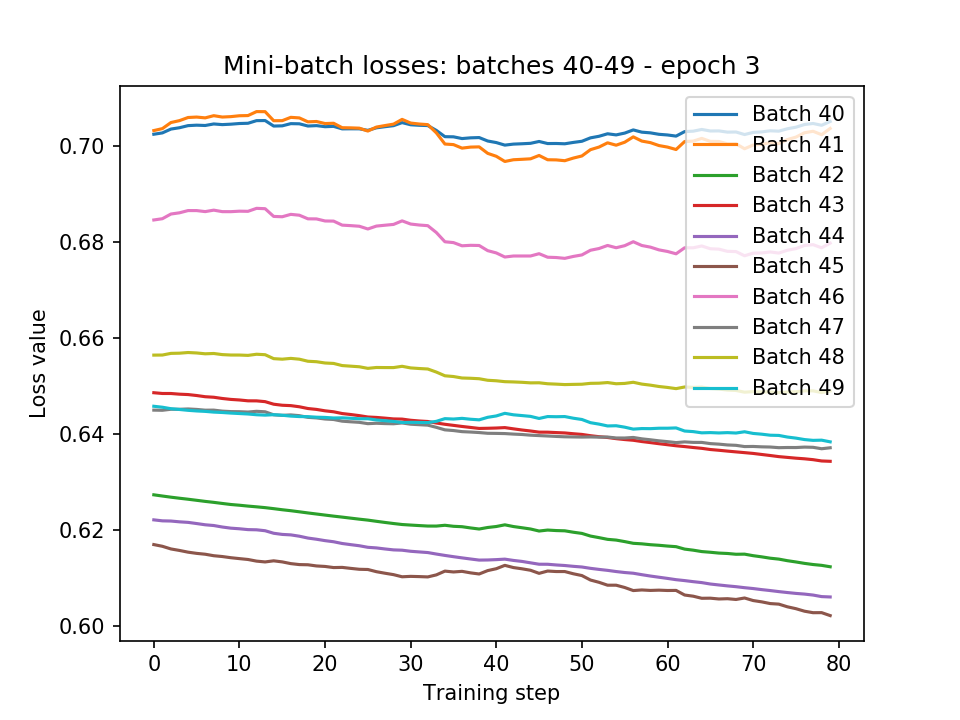 Mini-batch losses: batches 40-49 - epoch 3
Loss value
0.70
0.68
0.66
0.64
0.62
0.60
Batch 40
Batch 41
Batch 42
Batch 43
Batch 44
Batch 45
Batch 46
Batch 47
Batch 48
Batch 49
0 10 20 30 40 50 60 70 80
Training step